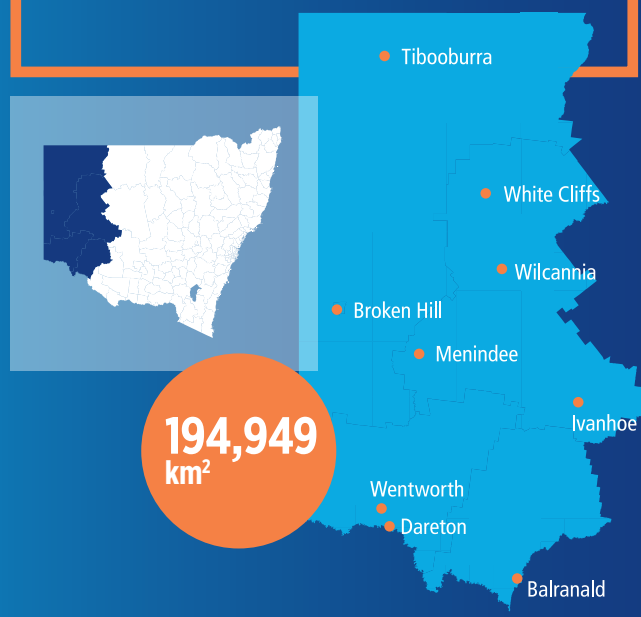 Tibooburra
White Cliffs
Wilcannia
Broken Hill
Menindee
Ivanhoe
194,949
km²
Wentworth
Dareton
Balranald